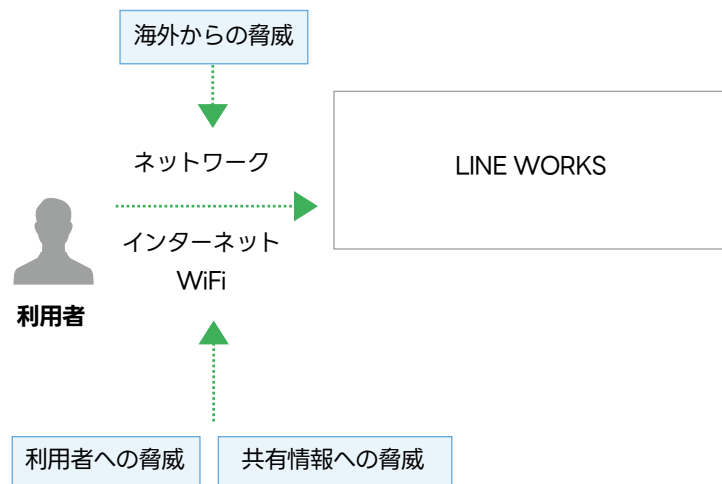 海外からの脅威
ネットワーク
LINE WORKS
インターネット
WiFi
利用者
利用者への脅威
共有情報への脅威